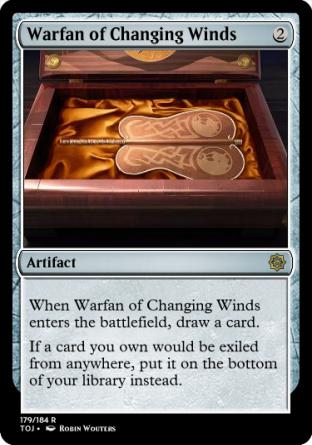 Warfan of Changing Winds 2
Artifact
When Warfan of Changing Winds
enters the battlefield, draw a card.
If a card you own would be exiled
from anywhere, put it on the bottom
of your library instead.
179/184 R
TOJ • Robin Wouters